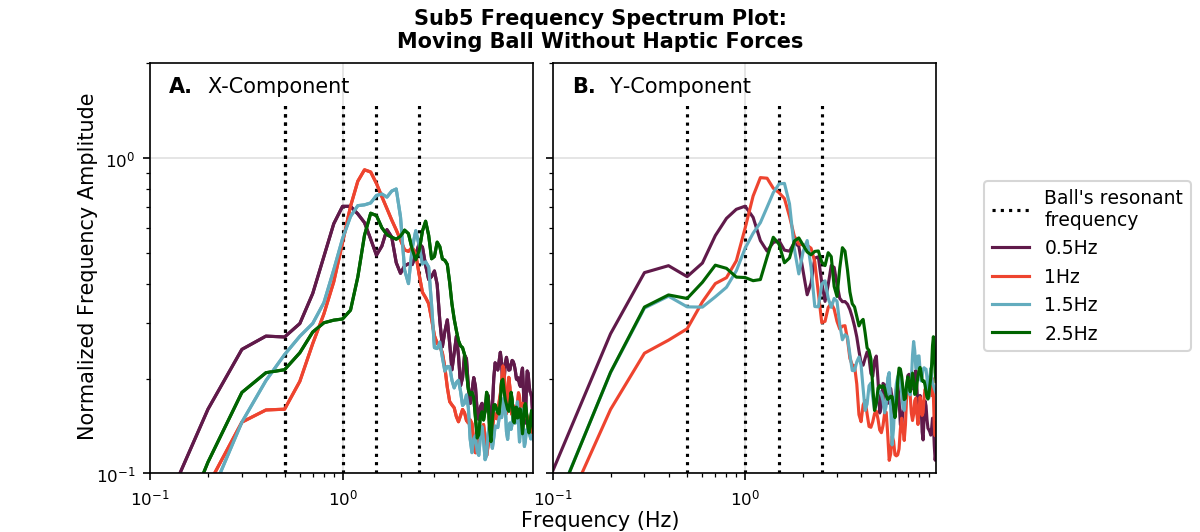 Sub5 Frequency Spectrum Plot:
Moving Ball Without Haptic Forces
A. X-Component
B. Y-Component
Normalized Frequency Amplitude
10⁰
10⁻¹
10⁻¹
10⁰
10⁻¹
10⁰
Frequency (Hz)
Ball's resonant
frequency
0.5Hz
1Hz
1.5Hz
2.5Hz